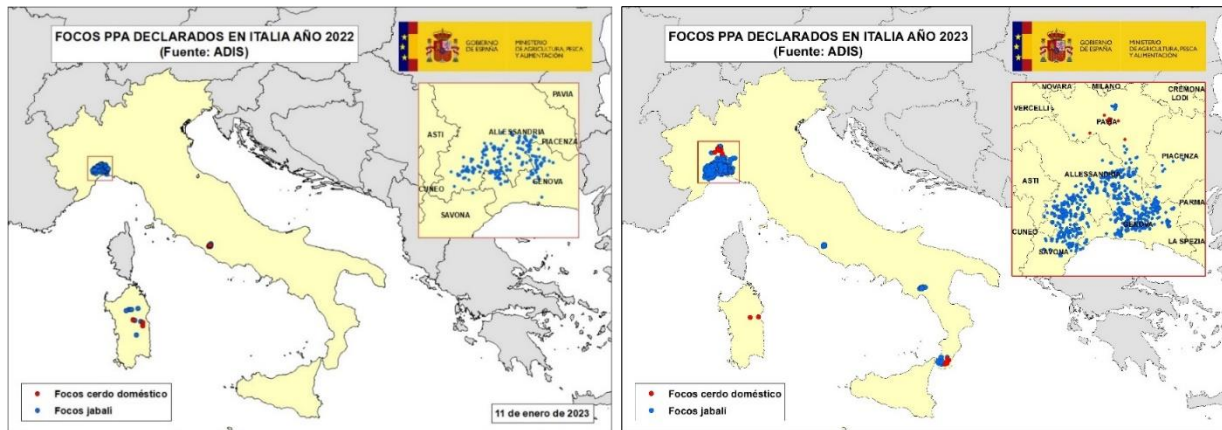 FOCOS PPA DECLARADOS EN ITALIA AÑO 2022
(Fuente: ADIS)
GOBIERNO
DE ESPAÑA
MINISTERIO
DE AGRICULTURA, PESCA
Y ALIMENTACIÓN
PAVIA
ASTI
ALLESSANDRIA
PIACENZA
CUNEO
GENOVA
SAVONA
Focos cerdo doméstico
Focos jabalí
11 de enero de 2023
FOCOS PPA DECLARADOS EN ITALIA AÑO 2023
(Fuente: ADIS)
GOBIERNO
DE ESPAÑA
MINISTERIO
DE AGRICULTURA, PESCA
Y ALIMENTACIÓN
NOVARA
MILANO
CREMONA
LODI
VERCELLI
PAVIA
PIACENZA
ALLESSANDRIA
ASTI
PARMA
CUNEO
LA SPEZIA
SAVONA
Focos cerdo doméstico
Focos jabalí